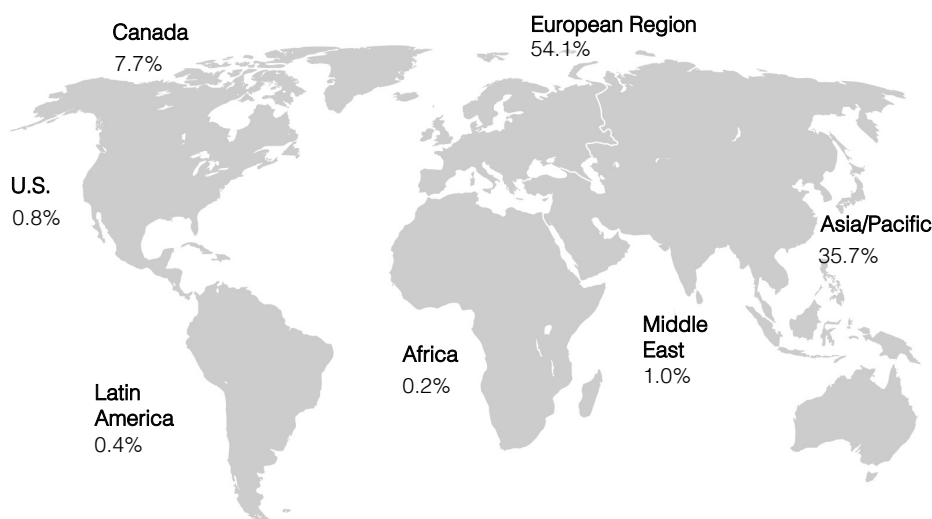 Canada
7.7%
European Region
54.1%
U.S.
0.8%
Asia/Pacific
35.7%
Middle
East
1.0%
Africa
0.2%
Latin
America
0.4%